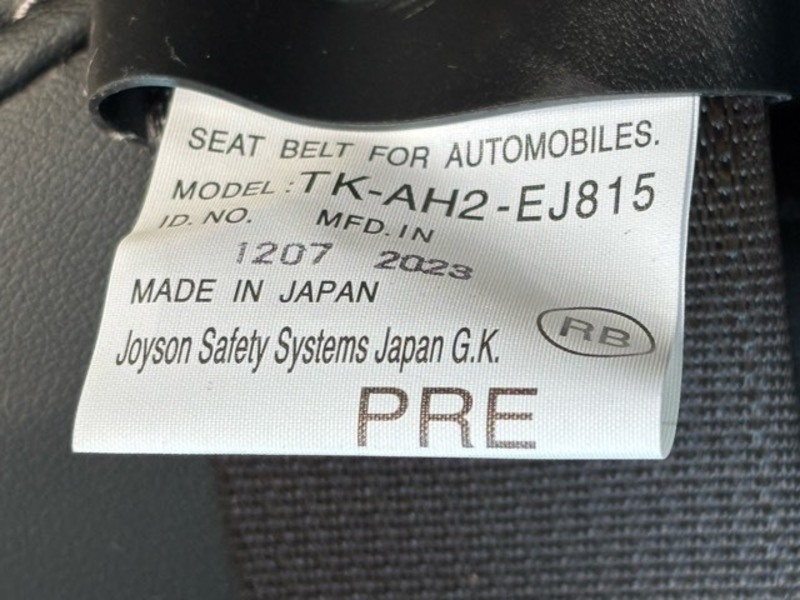 SEAT BELT FOR AUTOMOBILES.
MODEL : TK-AH2-EJ815
ID. NO. MFD. IN
1207 2023
MADE IN JAPAN
Joyson Safety Systems Japan G.K.
RB
PRE